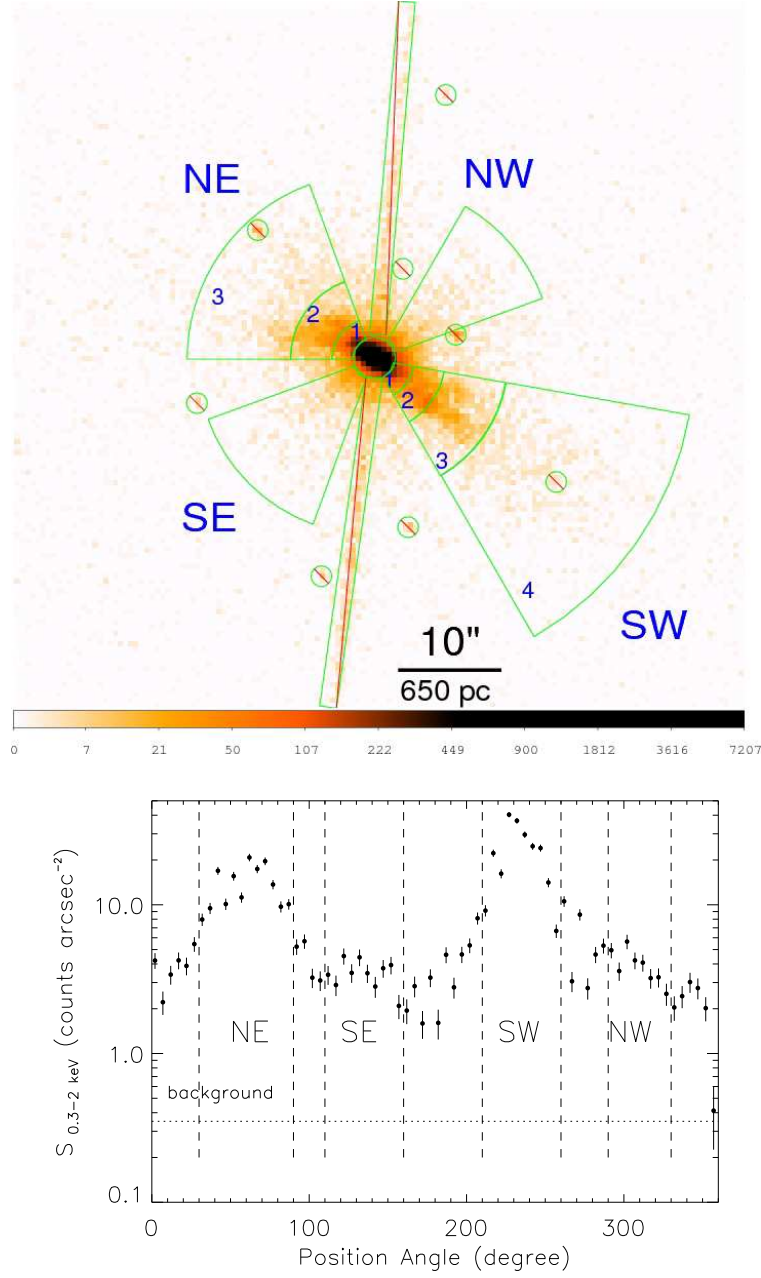 NE
NW
3
2
1
1
2
3
4
SE
SW
10"
650 pc
0 7 21 50 107 222 449 900 1812 3616 7207
S 0.3−2 keV (counts arcsec⁻²)
10.0
1.0
0.1
NE SE SW NW
background
0 100 200 300
Position Angle (degree)